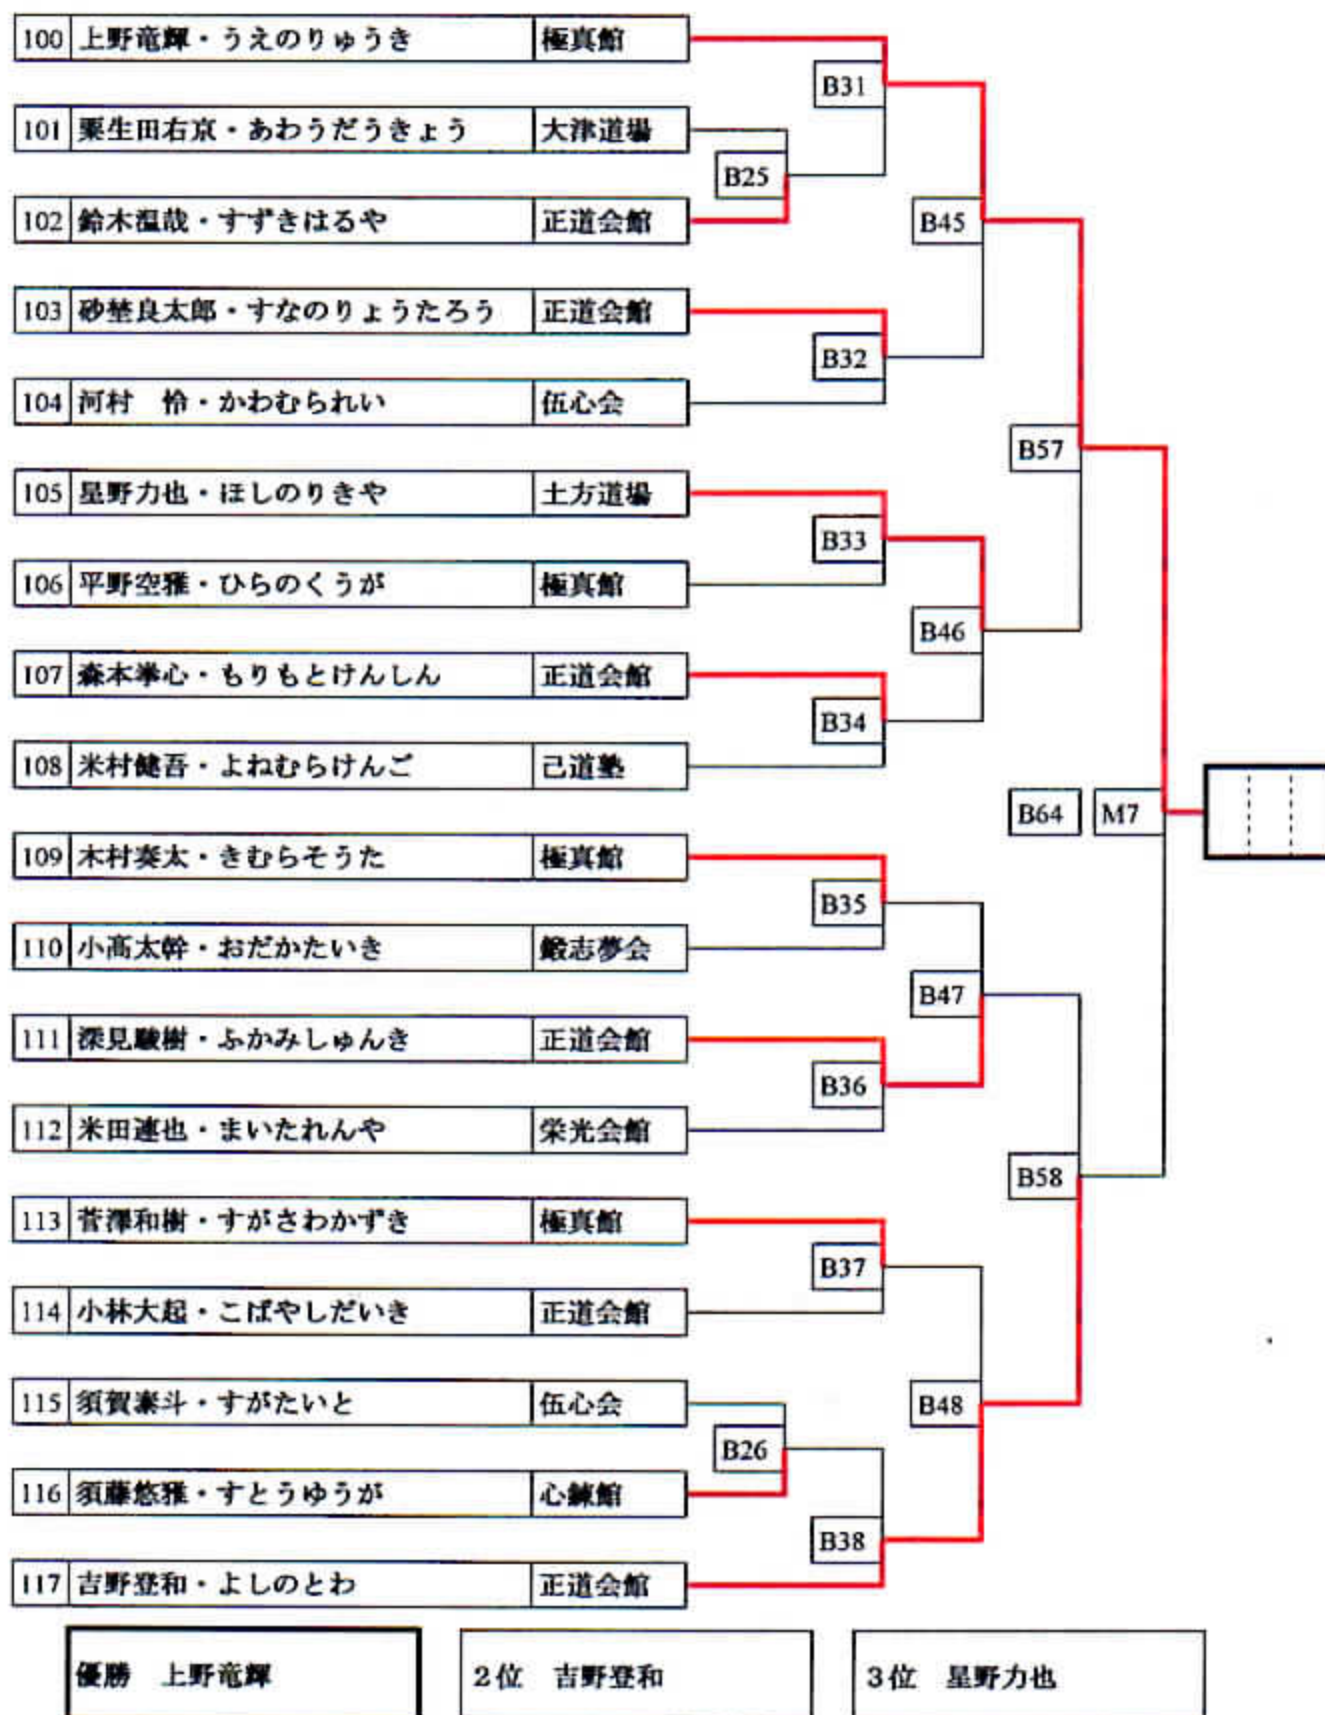 100 上野竜輝・うえのりゅうき 極真館
B31
101 粟生田右京・あわうだうきょう 大津道場
B25
102 鈴木温哉・すずきはるや 正道会館
B45
103 砂埜良太郎・すなのりょうたろう 正道会館
B32
104 河村 怜・かわむられい 伍心会
B57
105 星野力也・ほしのりきや 土方道場
B33
106 平野空雅・ひらのくうが 極真館
B46
107 森本拳心・もりもとけんしん 正道会館
B34
108 米村健吾・よねむらけんご 己道塾
B64 M7
109 木村奏太・きむらそうた 極真館
B35
110 小髙太幹・おだかたいき 鍛志夢会
B47
111 深見駿樹・ふかみしゅんき 正道会館
B36
112 米田連也・まいたれんや 栄光会館
B58
113 菅澤和樹・すがさわかずき 極真館
B37
114 小林大起・こばやしだいき 正道会館
115 須賀泰斗・すがたいと 伍心会
B48
B26
116 須藤悠雅・すとうゆうが 心錬館
B38
117 吉野登和・よしのとわ 正道会館
優勝 上野竜輝
2位 吉野登和
3位 星野力也